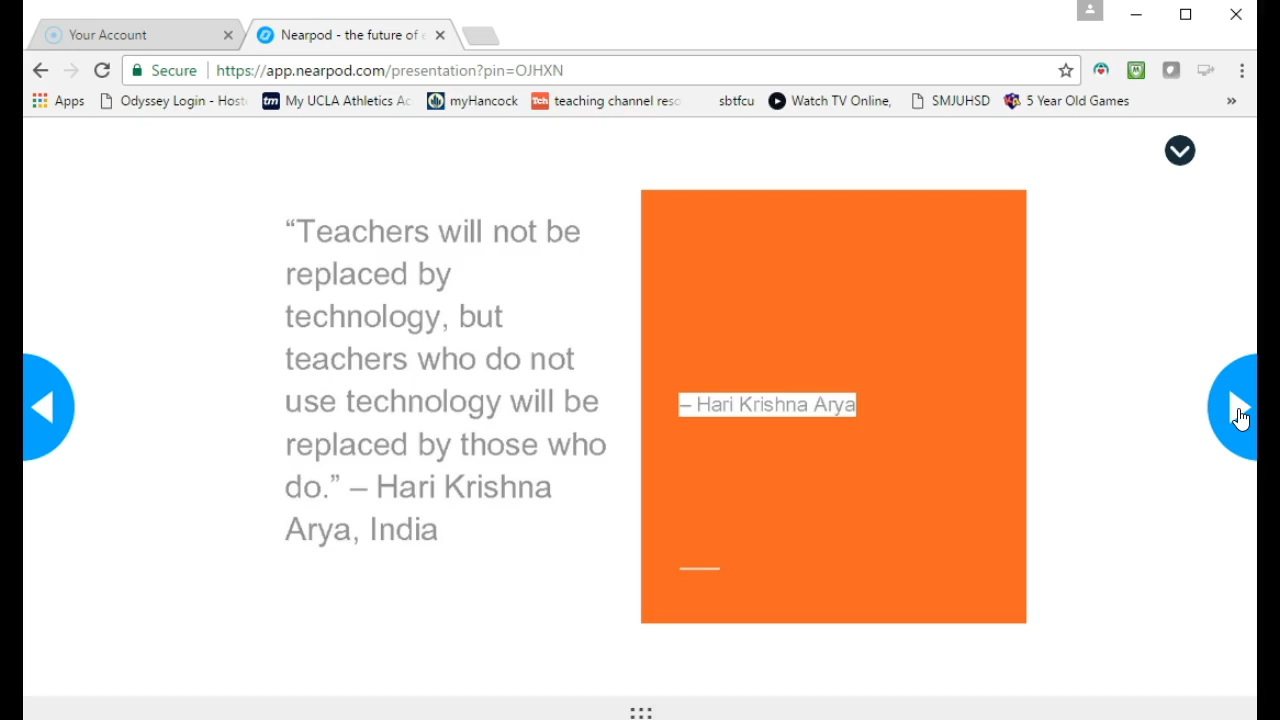 Your Account
Nearpod - the future of e
Secure
https://app.nearpod.com/presentation?pin=OJHXN
Apps
Odyssey Login - Host
tm
My UCLA Athletics Ac
myHancock
Tch
teaching channel reso
sbtfcu
Watch TV Online,
SMJUHSD
5 Year Old Games
»
“Teachers will not be
replaced by
technology, but
teachers who do not
use technology will be
replaced by those who
do.” – Hari Krishna
Arya, India
– Hari Krishna Arya